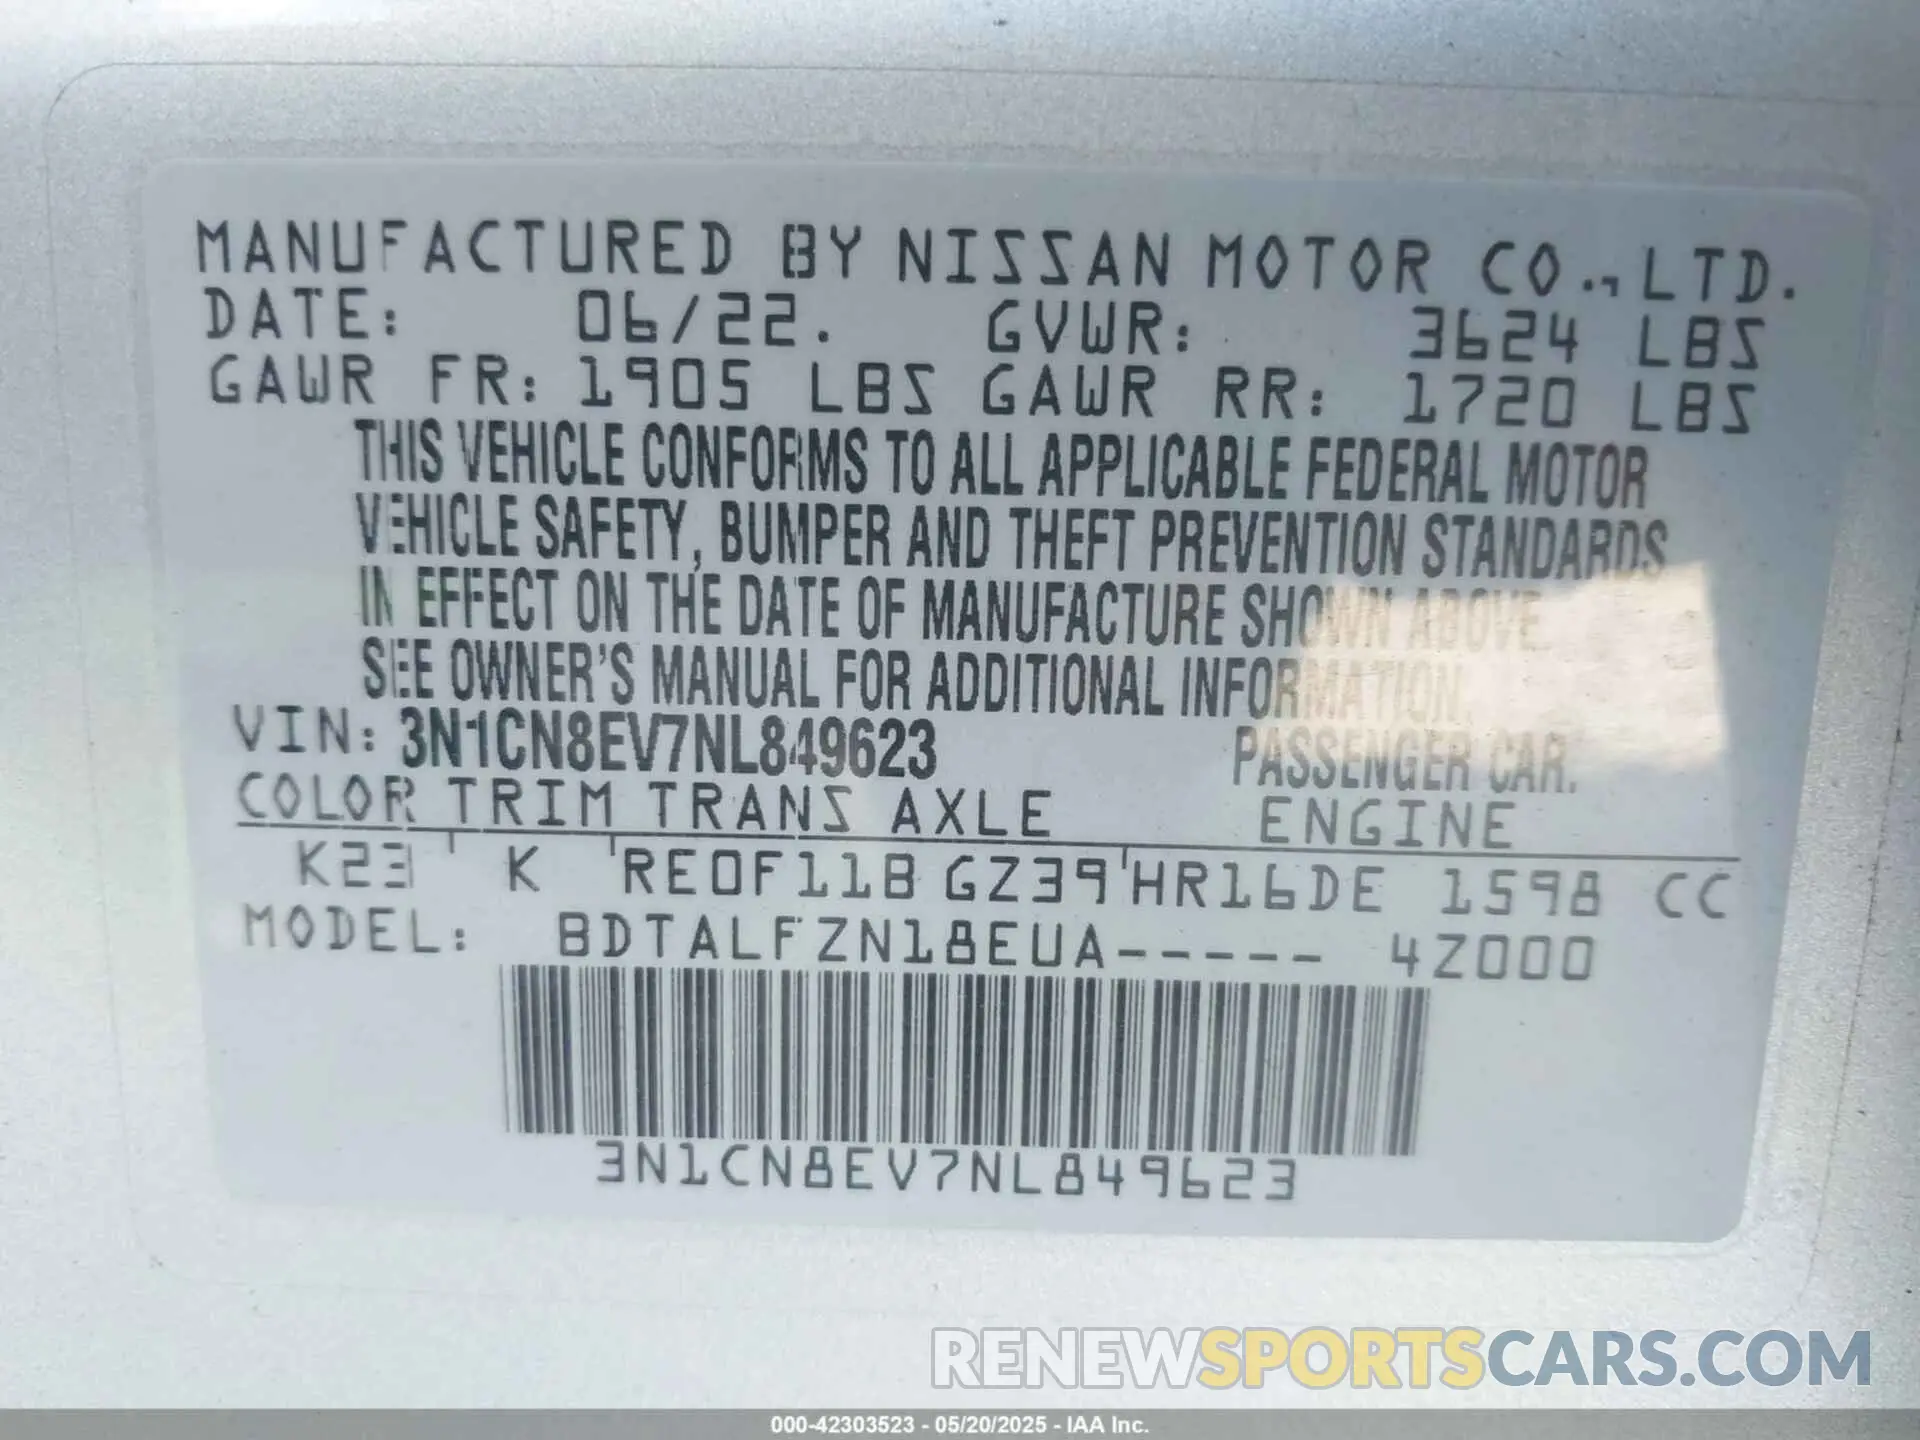 MANUFACTURED BY NISSAN MOTOR CO.,LTD.
DATE: 06/22. GVWR: 3624 LBS
GAWR FR: 1905 LBS GAWR RR: 1720 LBS
THIS VEHICLE CONFORMS TO ALL APPLICABLE FEDERAL MOTOR
VEHICLE SAFETY, BUMPER AND THEFT PREVENTION STANDARDS
IN EFFECT ON THE DATE OF MANUFACTURE SHOWN ABOVE.
SEE OWNER'S MANUAL FOR ADDITIONAL INFORMATION.
VIN: 3N1CN8EV7NL849623 PASSENGER CAR.
COLOR TRIM TRANS AXLE ENGINE
K23 K RE0F11B GZ39 HR16DE 1598 CC
MODEL: BDTALFZN18EUA----- 4Z000
3N1CN8EV7NL849623
RENEWSPORTSCARS.COM
000-42303523 - 05/20/2025 - IAA Inc.